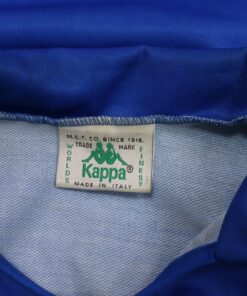 M.C.T. CO. SINCE 1916.
TRADE MARK
WORLDS
FINEST
Kappa
MADE IN ITALY